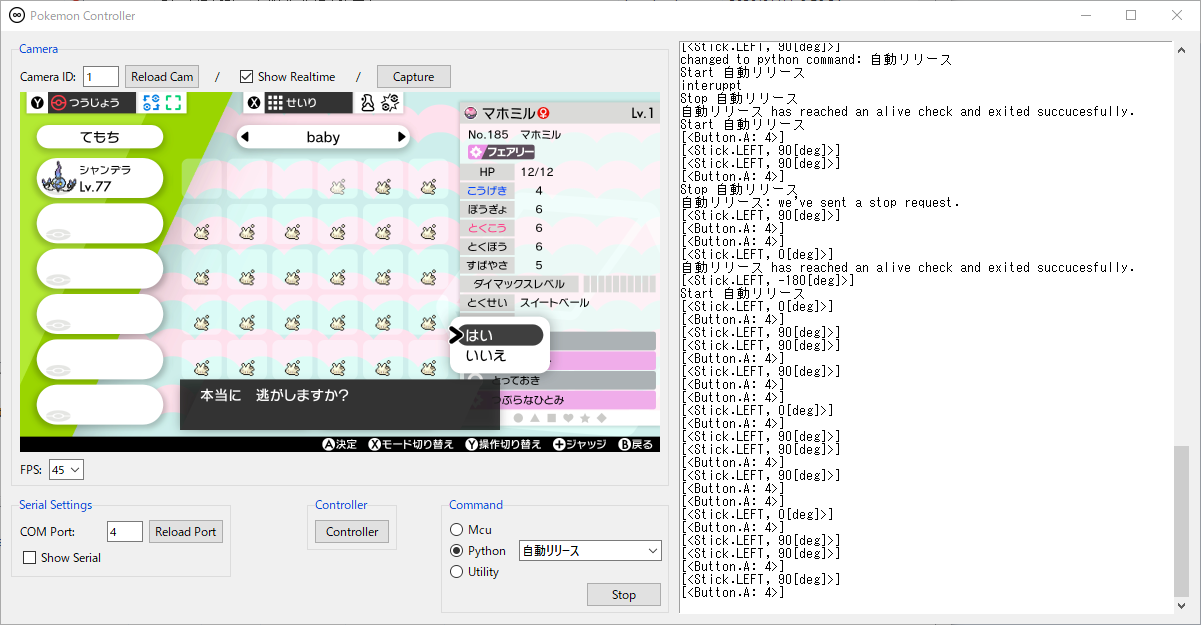 Pokemon Controller
Camera
Camera ID: 1 Reload Cam / Show Realtime / Capture
Y つうじょう
X せいり
マホミル♀ Lv.1
てもち
baby
No.185 マホミル
フェアリー
シャンデラ
Lv.77
HP 12/12
こうげき 4
ぼうぎょ 6
とくこう 6
とくぼう 6
すばやさ 5
ダイマックスレベル
とくせい スイートベール
はい
いいえ
とっておき
つぶらなひとみ
本当に 逃がしますか?
A決定 Xモード切り替え Y操作切り替え +ジャッジ B戻る
FPS: 45
Serial Settings
COM Port: 4 Reload Port
Show Serial
Controller
Controller
Command
Mcu
Python 自動リリース
Utility
Stop
[<Stick.LEFT, 90[deg]>]
changed to python command: 自動リリース
Start 自動リリース
interuppt
Stop 自動リリース
自動リリース has reached an alive check and exited succucesfully.
Start 自動リリース
[<Button.A: 4>]
[<Stick.LEFT, 90[deg]>]
[<Stick.LEFT, 90[deg]>]
[<Button.A: 4>]
Stop 自動リリース
自動リリース: we've sent a stop request.
[<Stick.LEFT, 90[deg]>]
[<Button.A: 4>]
[<Button.A: 4>]
[<Stick.LEFT, 0[deg]>]
自動リリース has reached an alive check and exited succucesfully.
[<Stick.LEFT, -180[deg]>]
Start 自動リリース
[<Stick.LEFT, 0[deg]>]
[<Button.A: 4>]
[<Stick.LEFT, 90[deg]>]
[<Stick.LEFT, 90[deg]>]
[<Button.A: 4>]
[<Stick.LEFT, 90[deg]>]
[<Button.A: 4>]
[<Button.A: 4>]
[<Stick.LEFT, 0[deg]>]
[<Button.A: 4>]
[<Stick.LEFT, 90[deg]>]
[<Stick.LEFT, 90[deg]>]
[<Button.A: 4>]
[<Stick.LEFT, 90[deg]>]
[<Button.A: 4>]
[<Button.A: 4>]
[<Stick.LEFT, 0[deg]>]
[<Button.A: 4>]
[<Stick.LEFT, 90[deg]>]
[<Stick.LEFT, 90[deg]>]
[<Button.A: 4>]
[<Stick.LEFT, 90[deg]>]
[<Button.A: 4>]